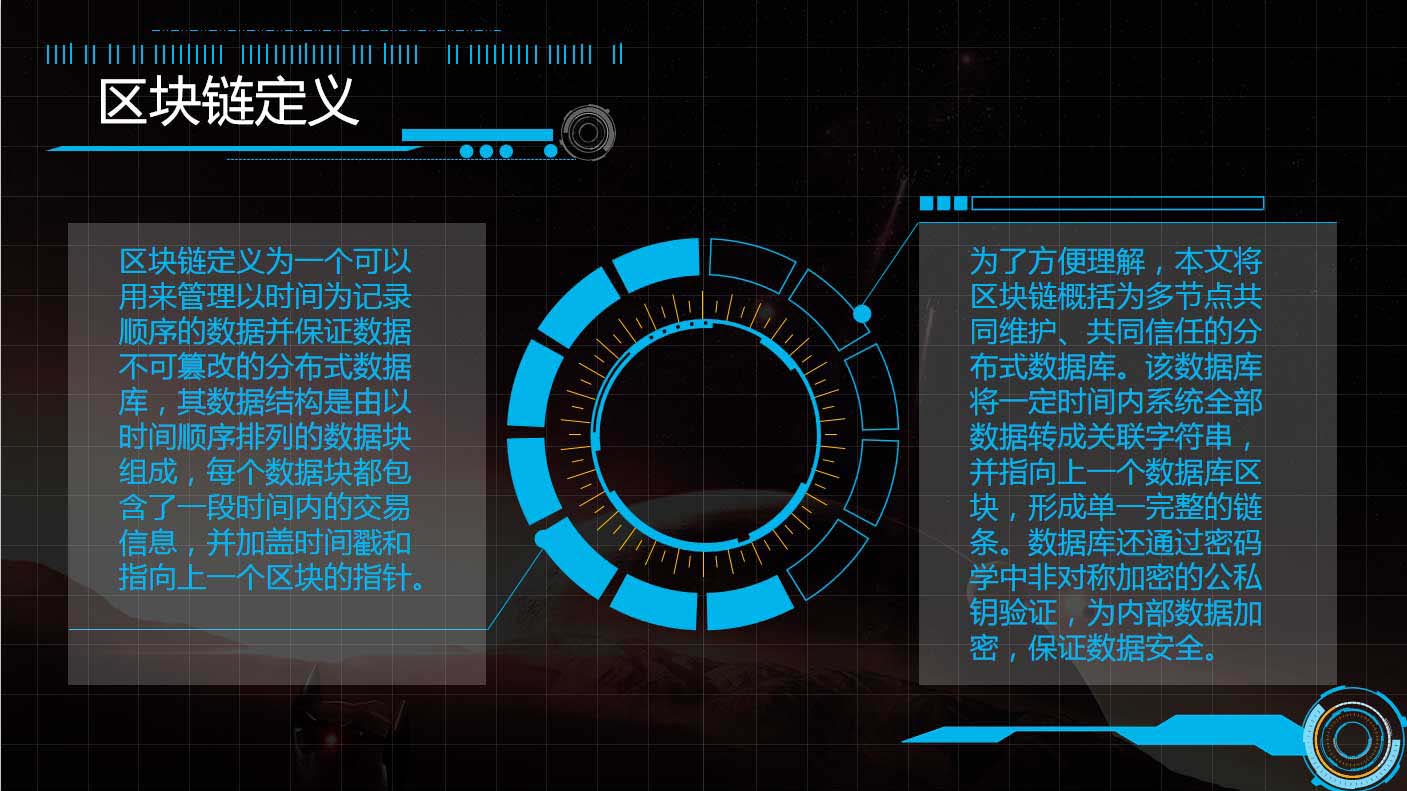 区块链定义
区块链定义为一个可以
用来管理以时间为记录
顺序的数据并保证数据
不可篡改的分布式数据
库，其数据结构是由以
时间顺序排列的数据块
组成，每个数据块都包
含了一段时间内的交易
信息，并加盖时间戳和
指向上一个区块的指针。
为了方便理解，本文将
区块链概括为多节点共
同维护、共同信任的分
布式数据库。该数据库
将一定时间内系统全部
数据转成关联字符串，
并指向上一个数据库区
块，形成单一完整的链
条。数据库还通过密码
学中非对称加密的公私
钥验证，为内部数据加
密，保证数据安全。